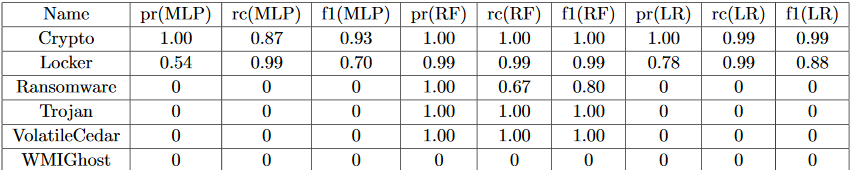 Name pr(MLP) rc(MLP) f1(MLP) pr(RF) rc(RF) f1(RF) pr(LR) rc(LR) f1(LR)
Crypto 1.00 0.87 0.93 1.00 1.00 1.00 1.00 0.99 0.99
Locker 0.54 0.99 0.70 0.99 0.99 0.99 0.78 0.99 0.88
Ransomware 0 0 0 1.00 0.67 0.80 0 0 0
Trojan 0 0 0 1.00 1.00 1.00 0 0 0
VolatileCedar 0 0 0 1.00 1.00 1.00 0 0 0
WMIGhost 0 0 0 0 0 0 0 0 0